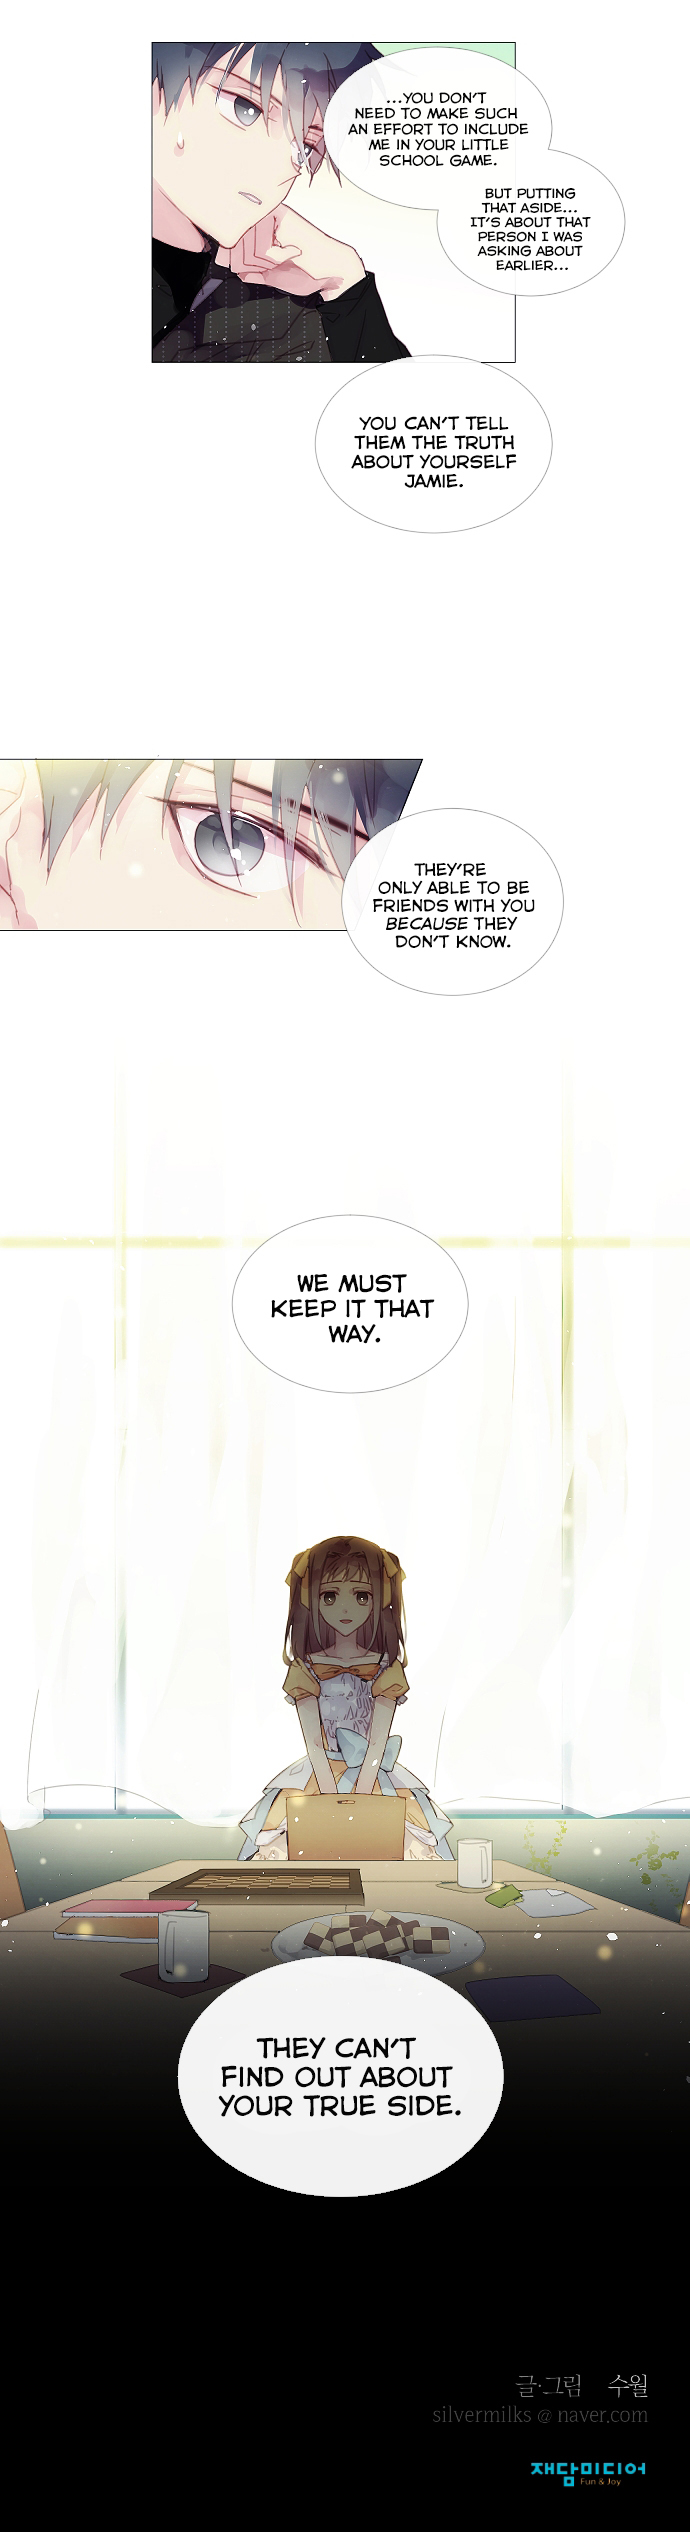 ...YOU DON'T
NEED TO MAKE SUCH
AN EFFORT TO INCLUDE
ME IN YOUR LITTLE
SCHOOL GAME.
BUT PUTTING
THAT ASIDE...
IT'S ABOUT THAT
PERSON I WAS
ASKING ABOUT
EARLIER...
YOU CAN'T TELL
THEM THE TRUTH
ABOUT YOURSELF
JAMIE.
THEY'RE
ONLY ABLE TO BE
FRIENDS WITH YOU
BECAUSE THEY
DON'T KNOW.
WE MUST
KEEP IT THAT
WAY.
THEY CAN'T
FIND OUT ABOUT
YOUR TRUE SIDE.
글·그림 수월
silvermilks @ naver.com
재담미디어
Fun & Joy